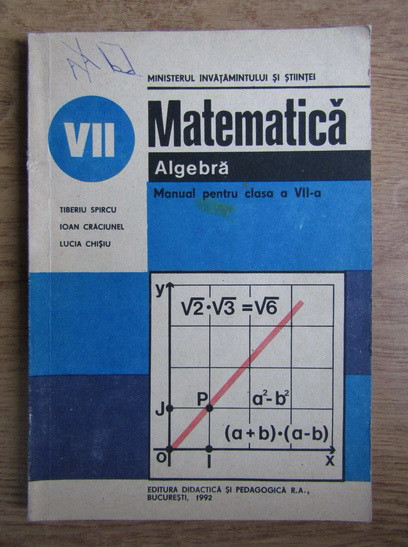 MINISTERUL INVĂȚĂMINTULUI ȘI ȘTIINȚEI
VII
Matematică
Algebră
Manual pentru clasa a VII-a
TIBERIU SPIRCU
IOAN CRĂCIUNEL
LUCIA CHIȘIU
y
√2·√3=√6
J
P
a²-b²
(a+b)·(a-b)
O
I
x
EDITURA DIDACTICĂ ȘI PEDAGOGICĂ R.A.,
BUCUREȘTI, 1992